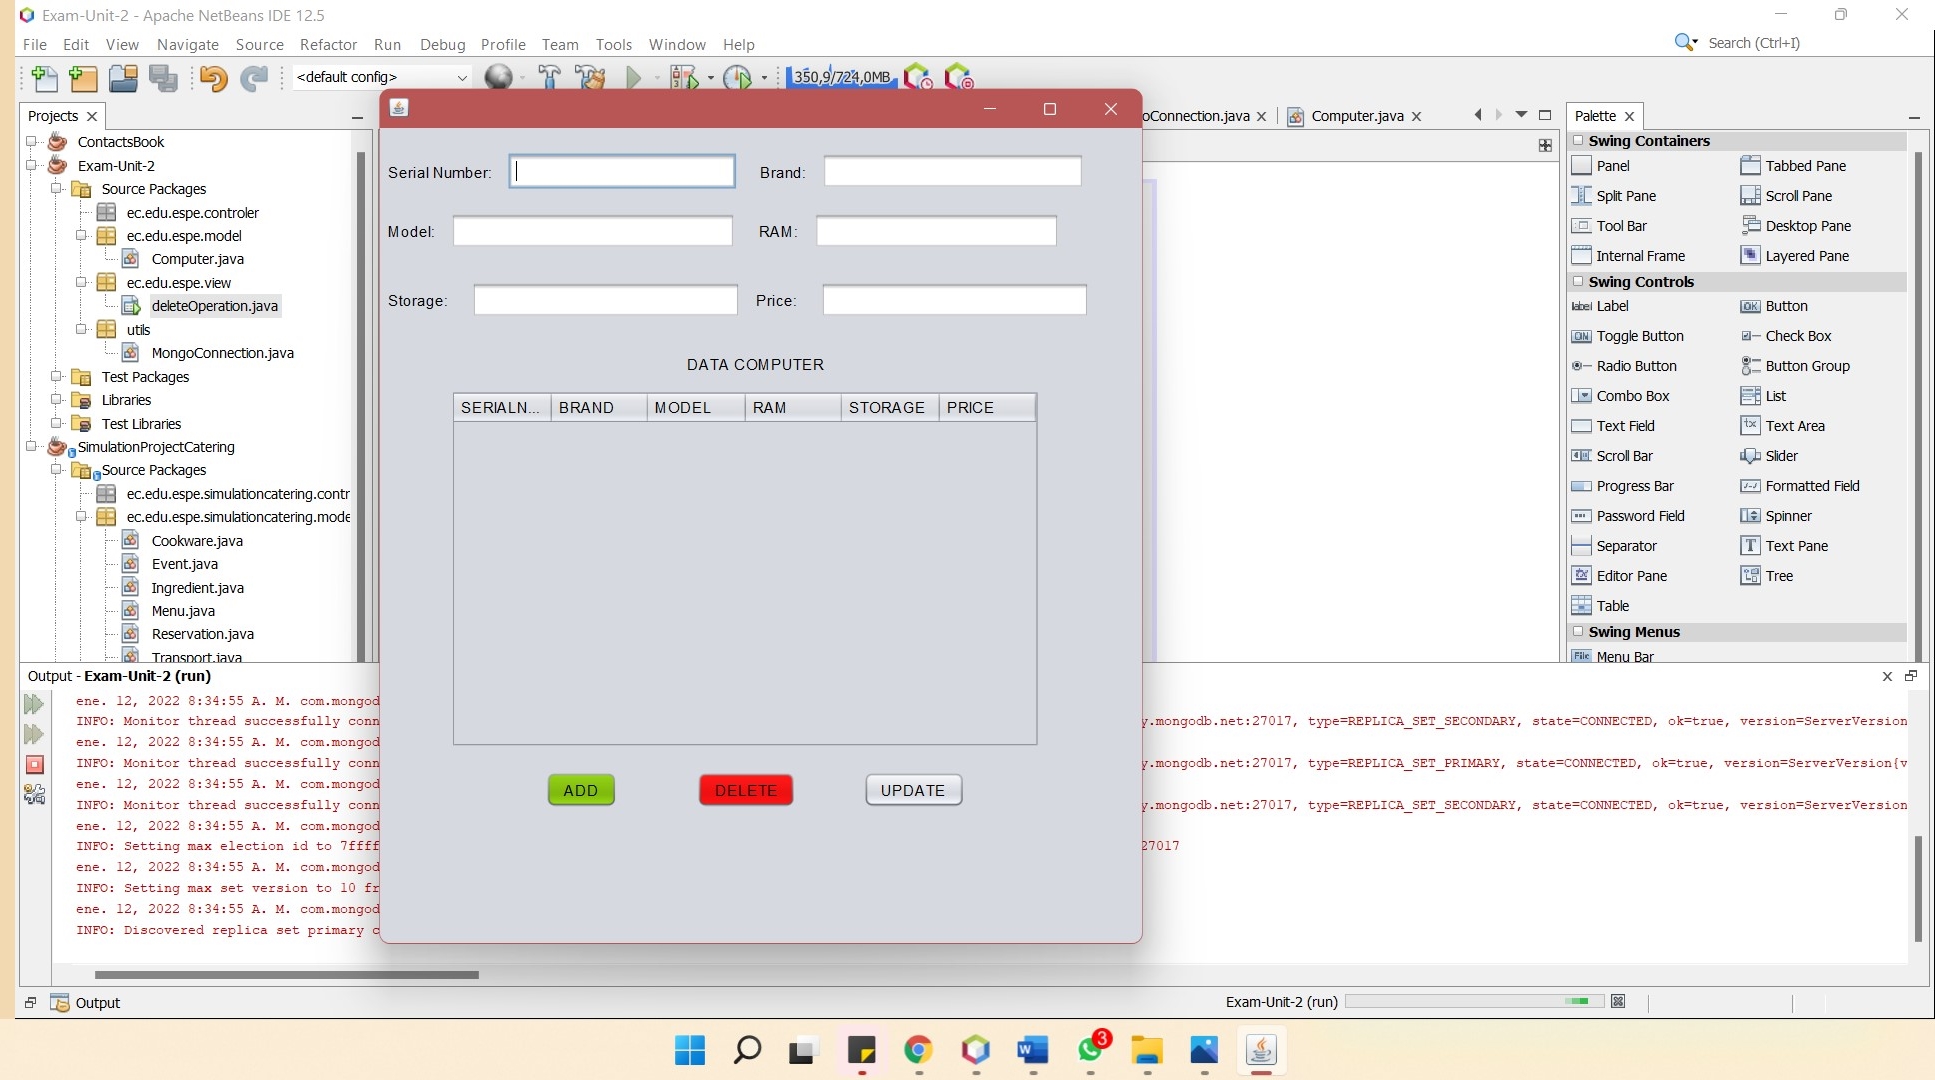 Exam-Unit-2 - Apache NetBeans IDE 12.5
File Edit View Navigate Source Refactor Run Debug Profile Team Tools Window Help
Search (Ctrl+I)
<default config>
350,9/724,0MB
Projects
ContactsBook
Exam-Unit-2
Source Packages
ec.edu.espe.controler
ec.edu.espe.model
Computer.java
ec.edu.espe.view
deleteOperation.java
utils
MongoConnection.java
Test Packages
Libraries
Test Libraries
SimulationProjectCatering
Source Packages
ec.edu.espe.simulationcatering.contr
ec.edu.espe.simulationcatering.mode
Cookware.java
Event.java
Ingredient.java
Menu.java
Reservation.java
Transport.java
oConnection.java
Computer.java
Serial Number:
Brand:
Model:
RAM:
Storage:
Price:
DATA COMPUTER
SERIALN... BRAND MODEL RAM STORAGE PRICE
ADD DELETE UPDATE
Palette
Swing Containers
Panel Tabbed Pane
Split Pane Scroll Pane
Tool Bar Desktop Pane
Internal Frame Layered Pane
Swing Controls
label Label OK Button
ON Toggle Button Check Box
Radio Button Button Group
Combo Box List
Text Field Text Area
Scroll Bar Slider
Progress Bar Formatted Field
Password Field Spinner
Separator Text Pane
Editor Pane Tree
Table
Swing Menus
File Menu Bar
Output - Exam-Unit-2 (run)
ene. 12, 2022 8:34:55 A. M. com.mongod
INFO: Monitor thread successfully conn y.mongodb.net:27017, type=REPLICA_SET_SECONDARY, state=CONNECTED, ok=true, version=ServerVersion
ene. 12, 2022 8:34:55 A. M. com.mongod
INFO: Monitor thread successfully conn y.mongodb.net:27017, type=REPLICA_SET_PRIMARY, state=CONNECTED, ok=true, version=ServerVersion{v
ene. 12, 2022 8:34:55 A. M. com.mongod
INFO: Monitor thread successfully conn y.mongodb.net:27017, type=REPLICA_SET_SECONDARY, state=CONNECTED, ok=true, version=ServerVersion
ene. 12, 2022 8:34:55 A. M. com.mongod
INFO: Setting max election id to 7ffff 27017
ene. 12, 2022 8:34:55 A. M. com.mongod
INFO: Setting max set version to 10 fr
ene. 12, 2022 8:34:55 A. M. com.mongod
INFO: Discovered replica set primary c
Output
Exam-Unit-2 (run)
3